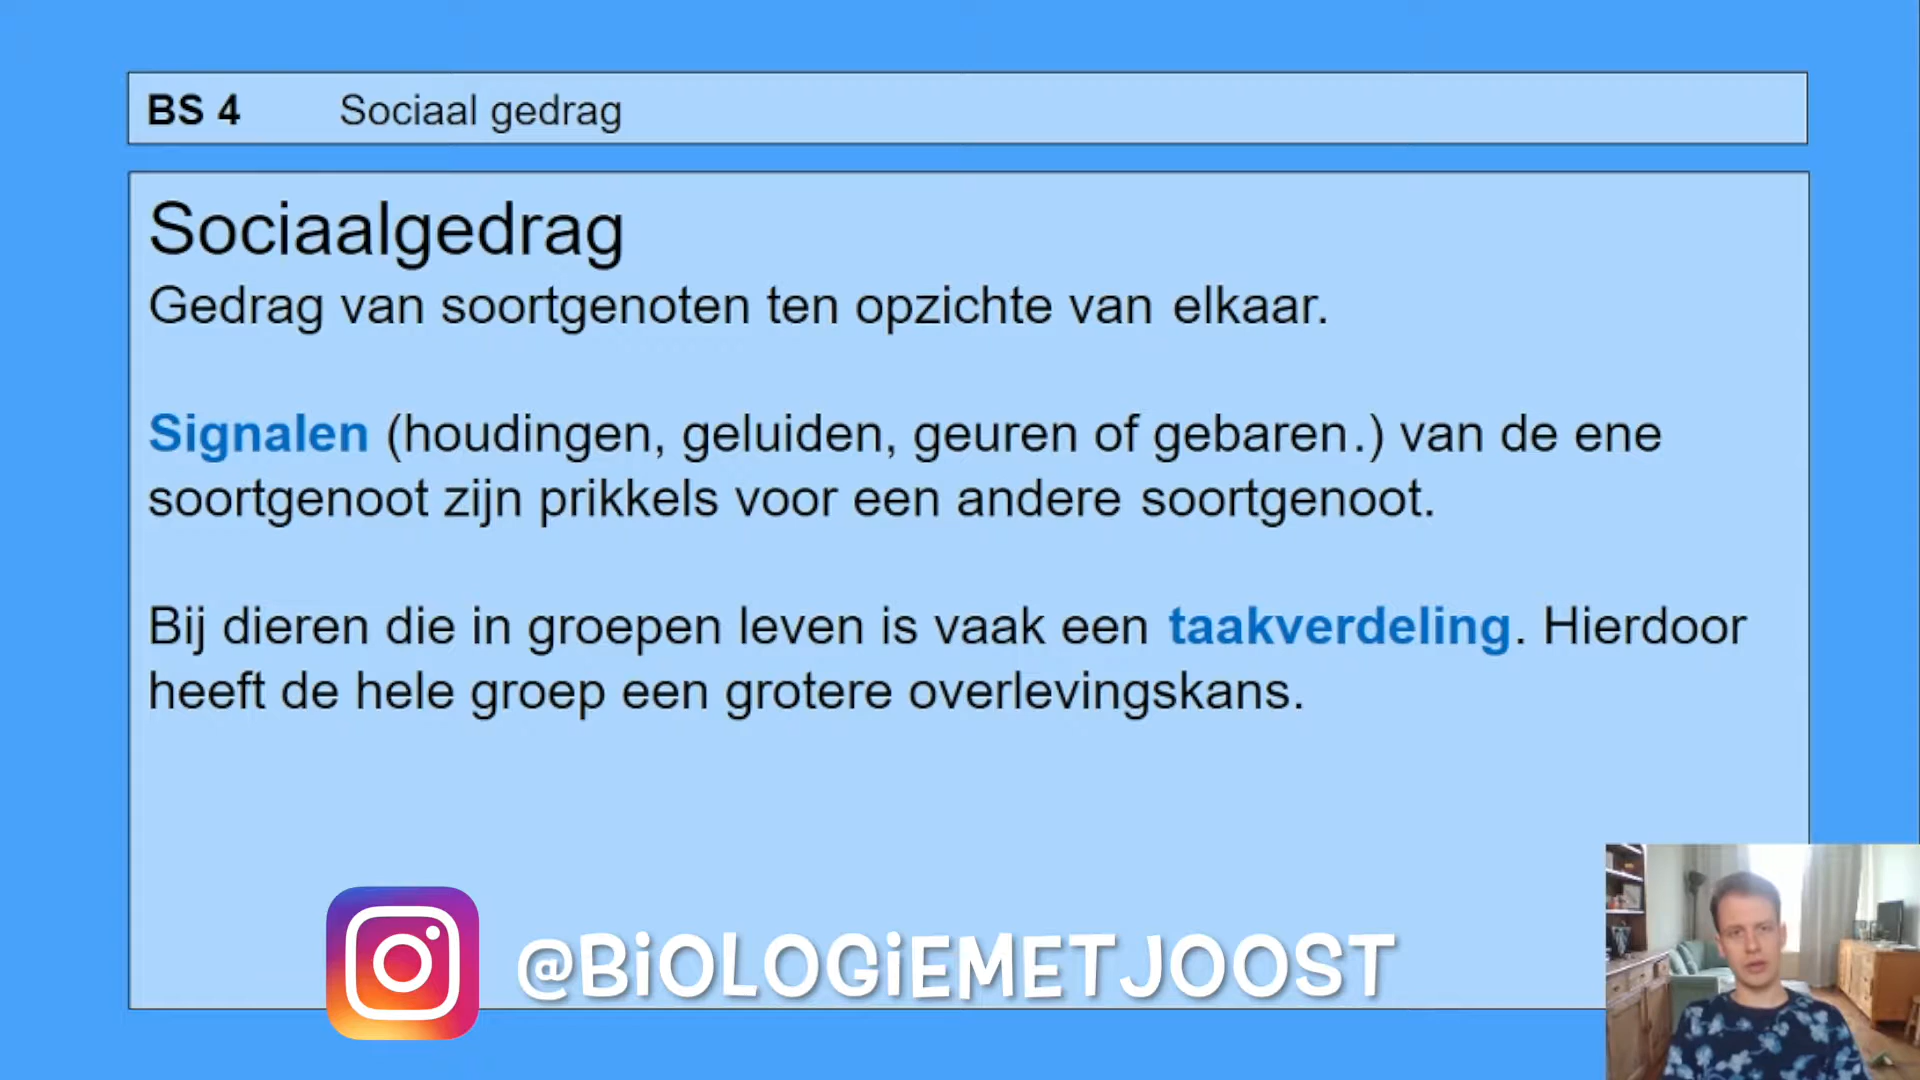 BS 4 Sociaal gedrag
Sociaalgedrag
Gedrag van soortgenoten ten opzichte van elkaar.
Signalen (houdingen, geluiden, geuren of gebaren.) van de ene
soortgenoot zijn prikkels voor een andere soortgenoot.
Bij dieren die in groepen leven is vaak een taakverdeling. Hierdoor
heeft de hele groep een grotere overlevingskans.
@BiOLOGiEMETJOOST